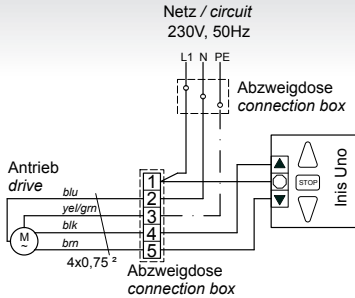 Netz / circuit
230V, 50Hz
L1 N PE
Abzweigdose
connection box
Antrieb
drive
blu
yel/grn
blk
brn
M
~
4x0,75 ²
1
2
3
4
5
Abzweigdose
connection box
STOP
Inis Uno